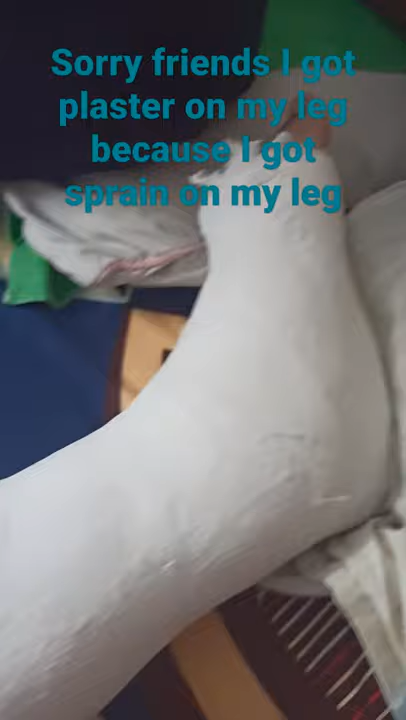 Sorry friends I got
plaster on my leg
because I got
sprain on my leg